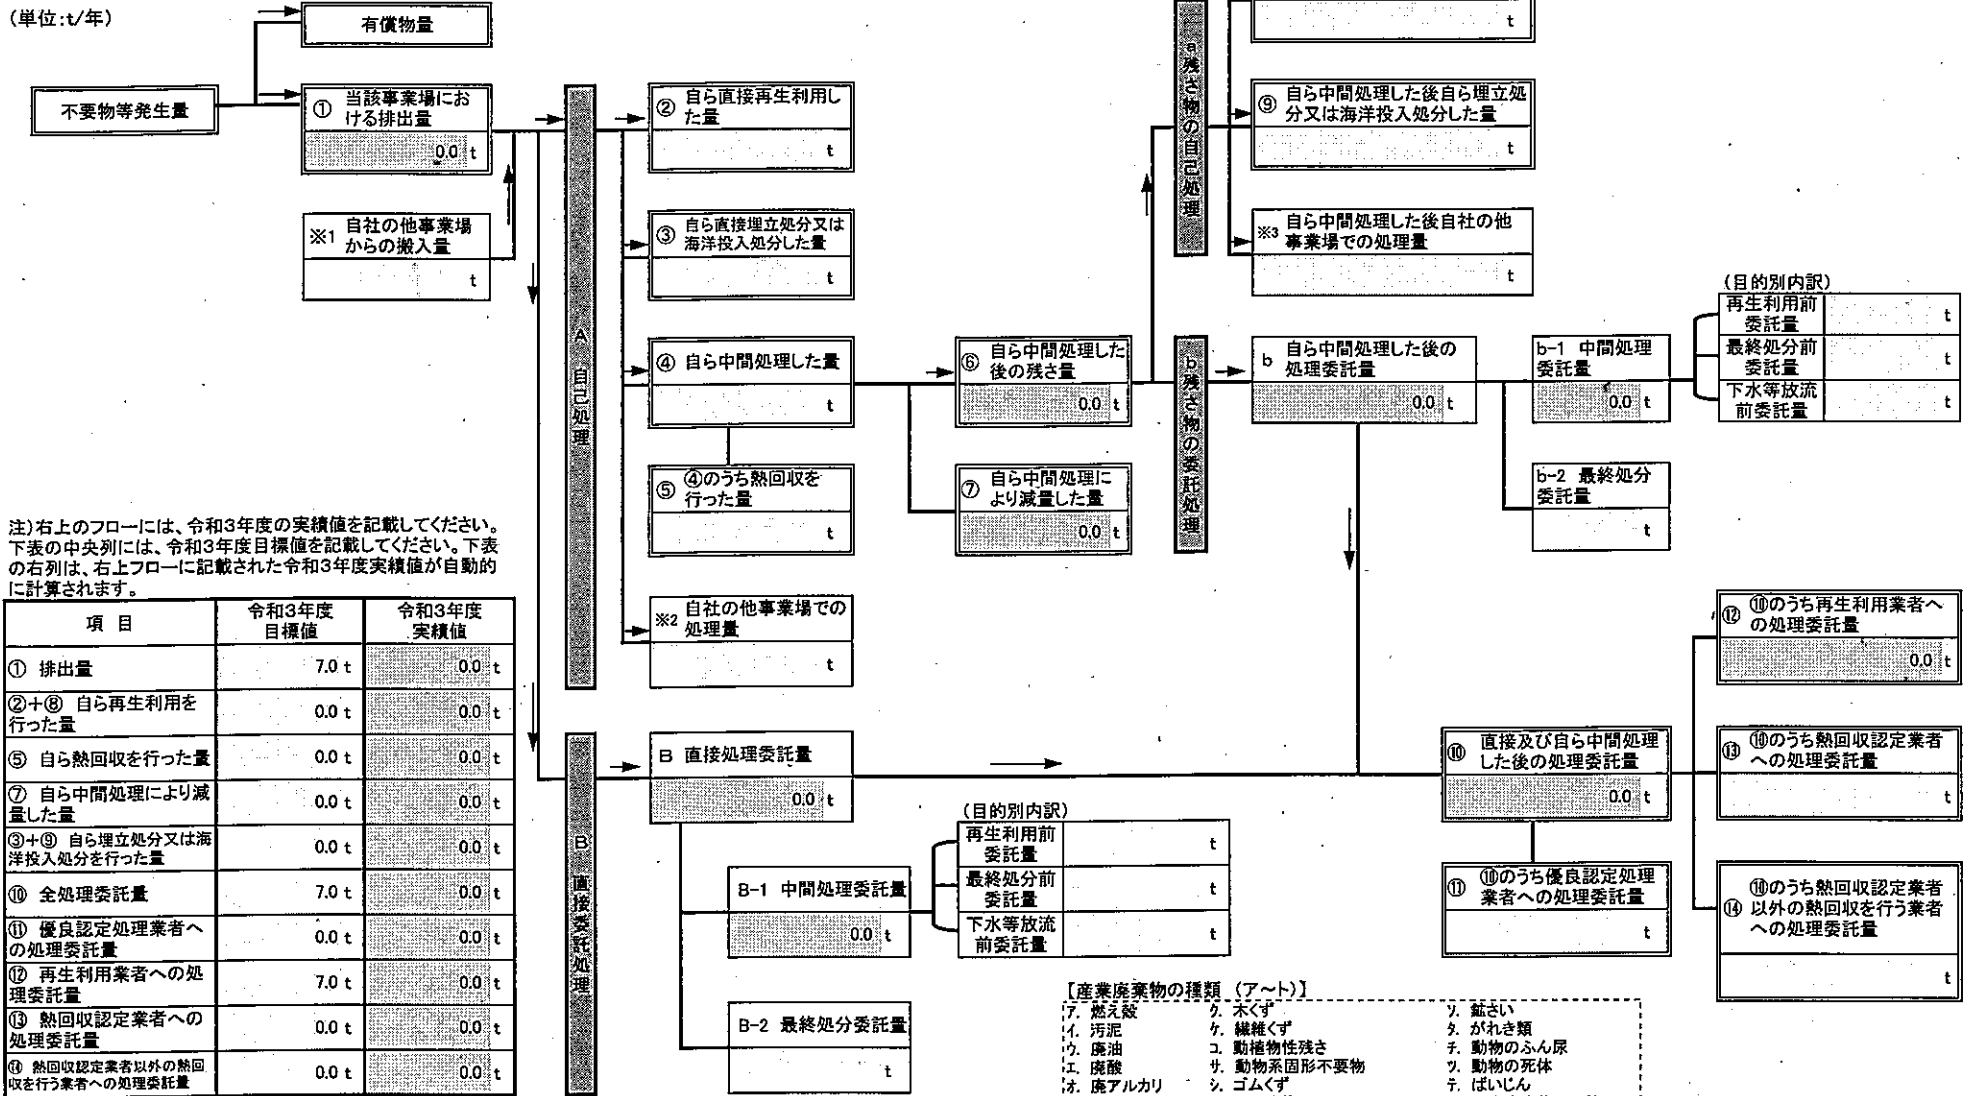 (単位:t/年)
有償物量
不要物等発生量
① 当該事業場にお
ける排出量
0.0 t
※1 自社の他事業場
からの搬入量
t
A 自己処理
② 自ら直接再生利用し
た量
t
③ 自ら直接埋立処分又は
海洋投入処分した量
t
④ 自ら中間処理した量
t
⑤ ④のうち熱回収を
行った量
t
※2 自社の他事業場での
処理量
t
⑥ 自ら中間処理した
後の残さ量
0.0 t
⑦ 自ら中間処理に
より減量した量
0.0 t
a残さ物の自己処理
t
⑨ 自ら中間処理した後自ら埋立処
分又は海洋投入処分した量
t
※3 自ら中間処理した後自社の他
事業場での処理量
t
b残さ物の委託処理
b 自ら中間処理した後の
処理委託量
0.0 t
b-1 中間処理
委託量
0.0 t
(目的別内訳)
再生利用前
委託量
t
最終処分前
委託量
t
下水等放流
前委託量
t
b-2 最終処分
委託量
t
注)右上のフローには、令和3年度の実績値を記載してください。
下表の中央列には、令和3年度目標値を記載してください。下表
の右列は、右上フローに記載された令和3年度実績値が自動的
に計算されます。
項 目 令和3年度目標値 令和3年度実績値
① 排出量 7.0 t 0.0 t
②+⑧ 自ら再生利用を
行った量 0.0 t 0.0 t
⑤ 自ら熱回収を行った量 0.0 t 0.0 t
⑦ 自ら中間処理により減
量した量 0.0 t 0.0 t
③+⑨ 自ら埋立処分又は海
洋投入処分を行った量 0.0 t 0.0 t
⑩ 全処理委託量 7.0 t 0.0 t
⑪ 優良認定処理業者へ
の処理委託量 0.0 t 0.0 t
⑫ 再生利用業者への処
理委託量 7.0 t 0.0 t
⑬ 熱回収認定業者への
処理委託量 0.0 t 0.0 t
⑭ 熱回収認定業者以外の熱回
収を行う業者への処理委託量 0.0 t 0.0 t
B 直接委託処理
B 直接処理委託量
0.0 t
B-1 中間処理委託量
0.0 t
(目的別内訳)
再生利用前
委託量
t
最終処分前
委託量
t
下水等放流
前委託量
t
B-2 最終処分委託量
t
⑩ 直接及び自ら中間処理
した後の処理委託量
0.0 t
⑪ ⑩のうち優良認定処理
業者への処理委託量
t
⑫ ⑩のうち再生利用業者へ
の処理委託量
0.0 t
⑬ ⑩のうち熱回収認定業者
への処理委託量
t
⑭ ⑩のうち熱回収認定業者
以外の熱回収を行う業者
への処理委託量
t
【産業廃棄物の種類 (ア~ト)】
ア. 燃え殻 ク. 木くず ソ. 鉱さい
イ. 汚泥 ケ. 繊維くず タ. がれき類
ウ. 廃油 コ. 動植物性残さ チ. 動物のふん尿
エ. 廃酸 サ. 動物系固形不要物 ツ. 動物の死体
オ. 廃アルカリ シ. ゴムくず テ. ばいじん